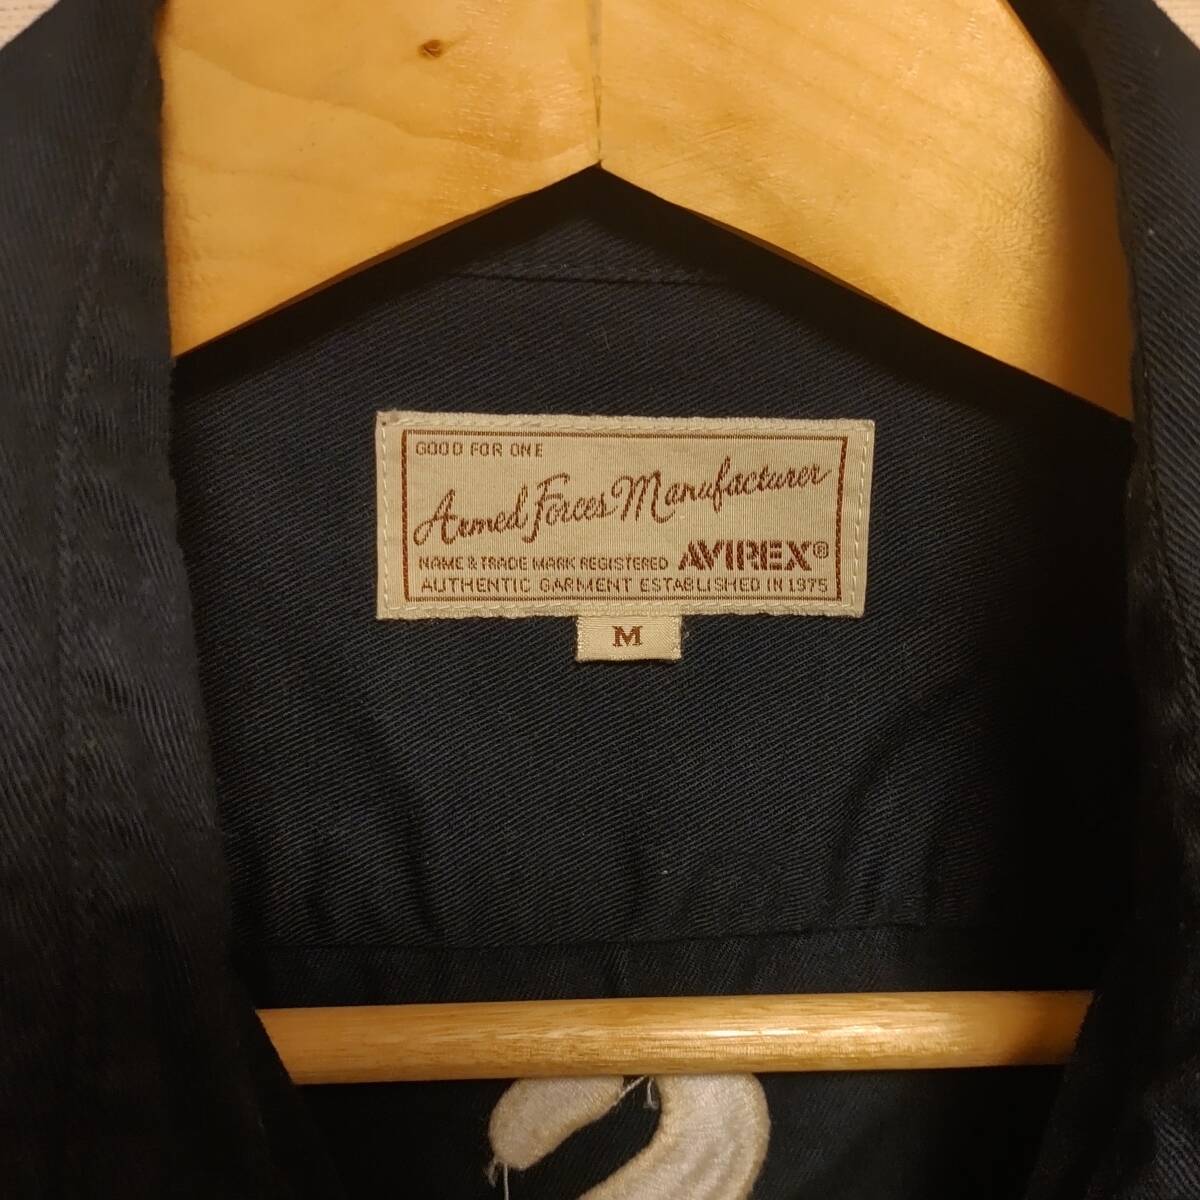 GOOD FOR ONE
Armed Forces Manufacturer
NAME & TRADE MARK REGISTERED AVIREX®
AUTHENTIC GARMENT ESTABLISHED IN 1975
M